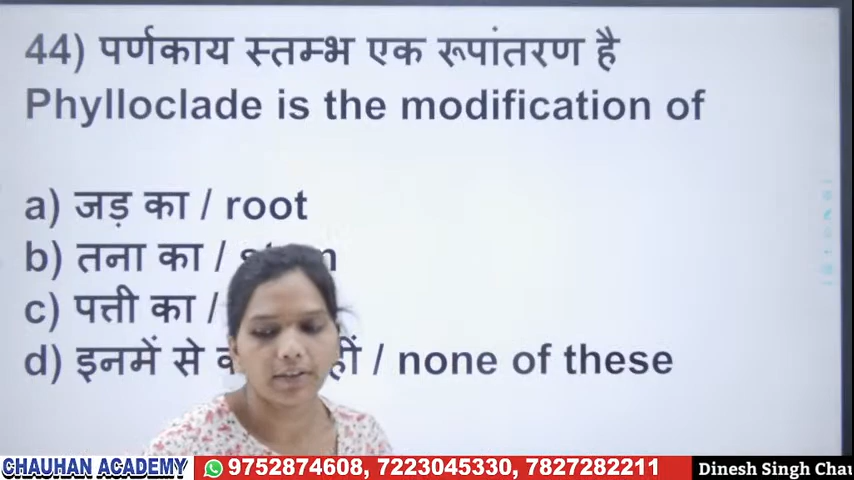 44) पर्णकाय स्तम्भ एक रूपांतरण है
Phylloclade is the modification of
a) जड़ का / root
b) तना का /
c) पत्ती का /
d) इनमें से / none of these
CHAUHAN ACADEMY 9752874608, 7223045330, 7827282211 Dinesh Singh